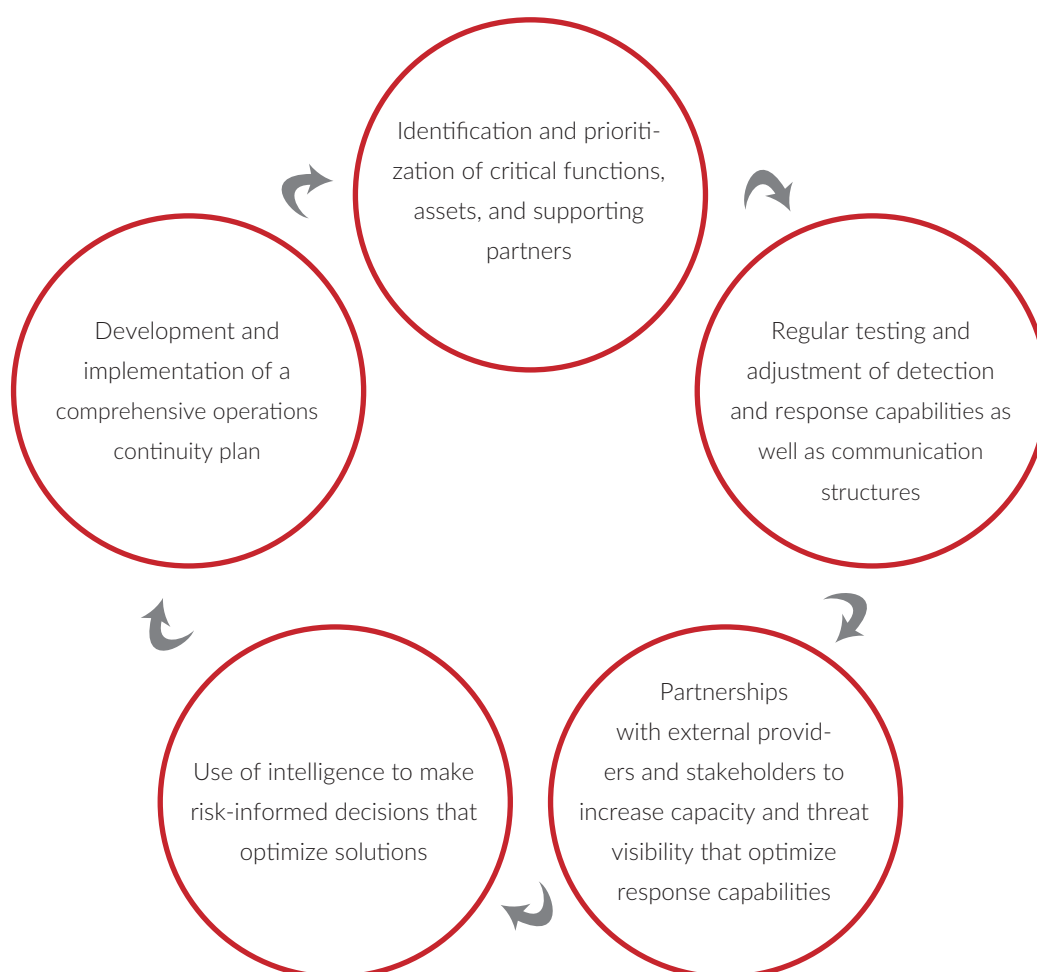 Identification and prioriti-
zation of critical functions,
assets, and supporting
partners
Regular testing and
adjustment of detection
and response capabilities as
well as communication
structures
Partnerships
with external provid-
ers and stakeholders to
increase capacity and threat
visibility that optimize
response capabilities
Use of intelligence to make
risk-informed decisions that
optimize solutions
Development and
implementation of a
comprehensive operations
continuity plan